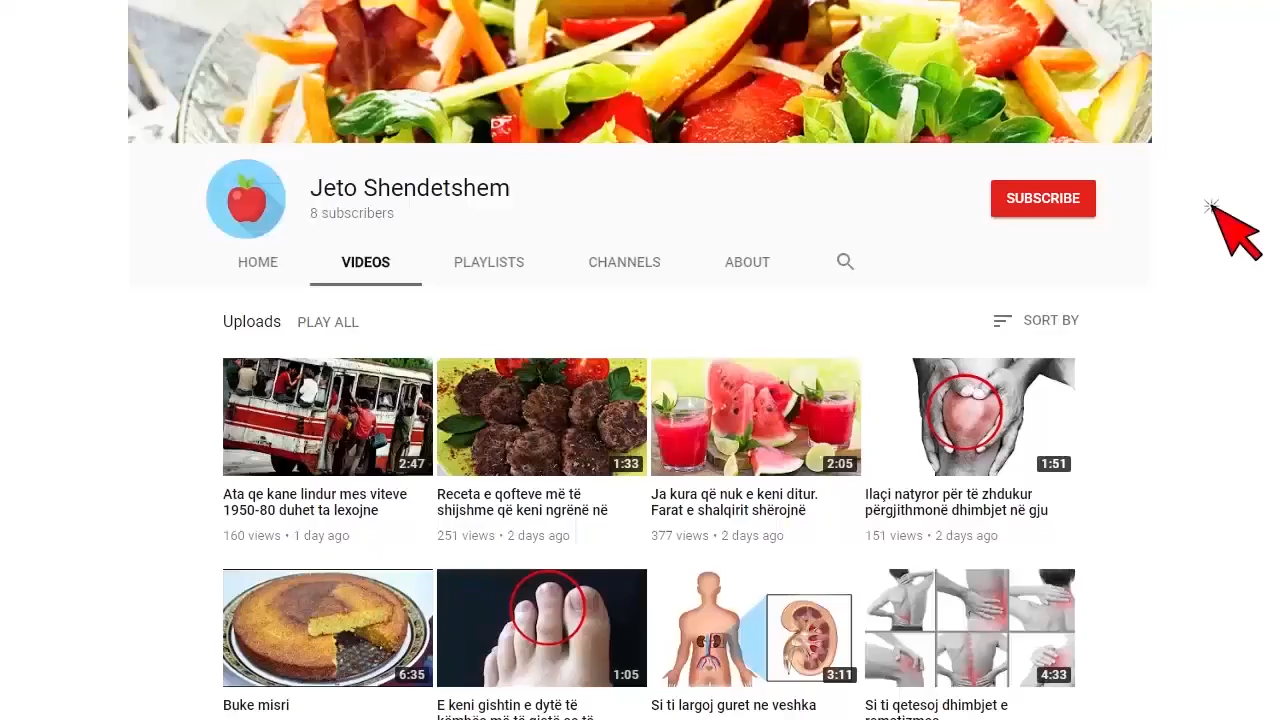 Jeto Shendetshem
8 subscribers
SUBSCRIBE
HOME
VIDEOS
PLAYLISTS
CHANNELS
ABOUT
Uploads
PLAY ALL
SORT BY
2:47
1:33
2:05
1:51
Ata qe kane lindur mes viteve
1950-80 duhet ta lexojne
160 views • 1 day ago
Receta e qofteve më të
shijshme që keni ngrënë në
251 views • 2 days ago
Ja kura që nuk e keni ditur.
Farat e shalqirit shërojnë
377 views • 2 days ago
Ilaçi natyror për të zhdukur
përgjithmonë dhimbjet në gju
151 views • 2 days ago
6:35
1:05
3:11
4:33
Buke misri
E keni gishtin e dytë të
Si ti largoj guret ne veshka
Si ti qetesoj dhimbjet e